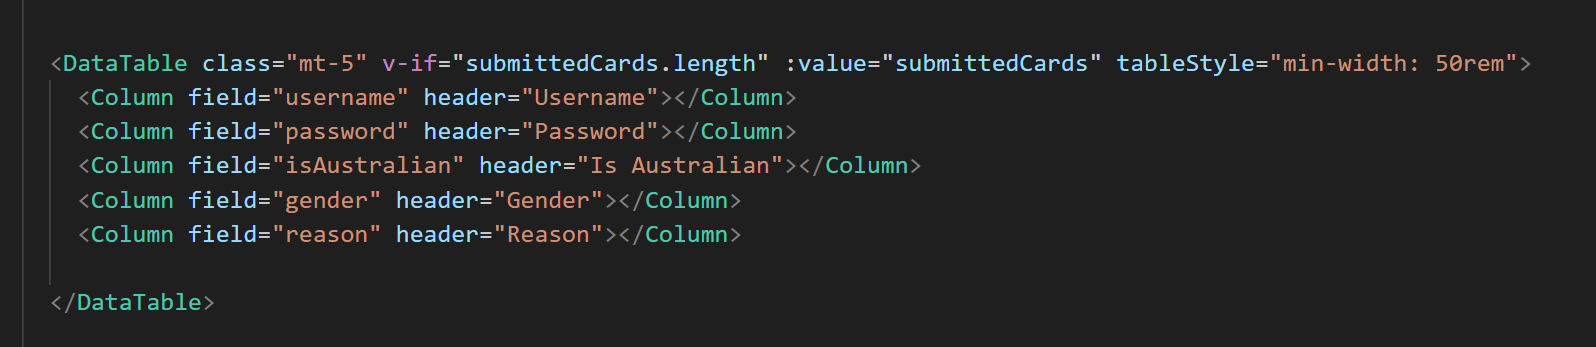 <DataTable class="mt-5" v-if="submittedCards.length" :value="submittedCards" tableStyle="min-width: 50rem">
<Column field="username" header="Username"></Column>
<Column field="password" header="Password"></Column>
<Column field="isAustralian" header="Is Australian"></Column>
<Column field="gender" header="Gender"></Column>
<Column field="reason" header="Reason"></Column>
</DataTable>